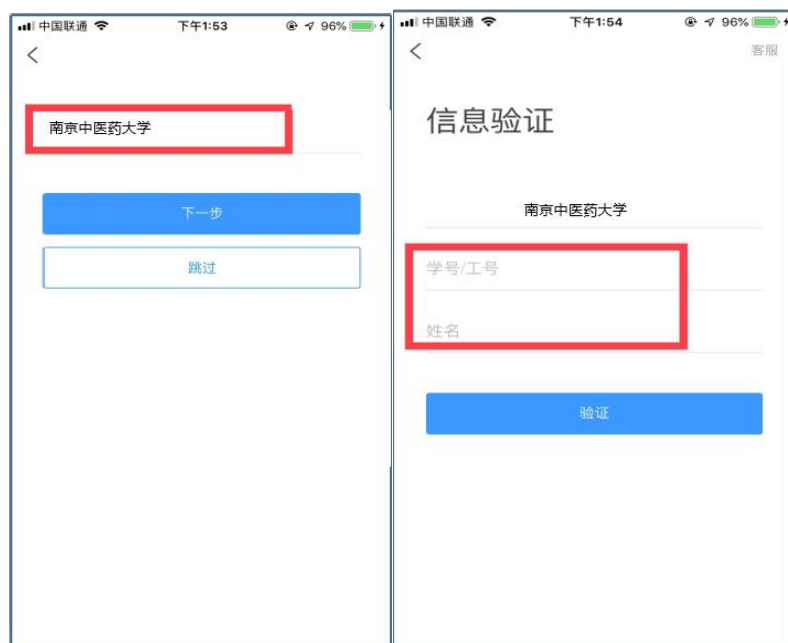 中国联通 下午1:53 96%
南京中医药大学
下一步
跳过
中国联通 下午1:54 96%
客服
信息验证
南京中医药大学
学号/工号
姓名
验证